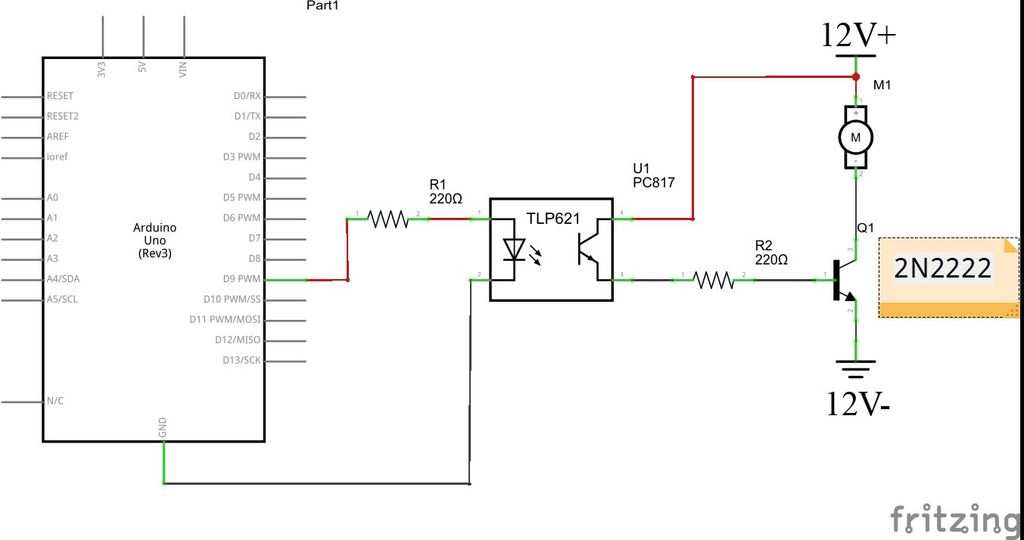 Part1
3V3
5V
VIN
RESET
RESET2
AREF
ioref
A0
A1
A2
A3
A4/SDA
A5/SCL
N/C
Arduino
Uno
(Rev3)
D0/RX
D1/TX
D2
D3 PWM
D4
D5 PWM
D6 PWM
D7
D8
D9 PWM
D10 PWM/SS
D11 PWM/MOSI
D12/MISO
D13/SCK
GND
R1
220Ω
1
2
U1
PC817
TLP621
1
2
4
3
R2
220Ω
1
2
12V+
M1
1
+
M
-
2
Q1
3
1
2
2N2222
12V-
fritzing